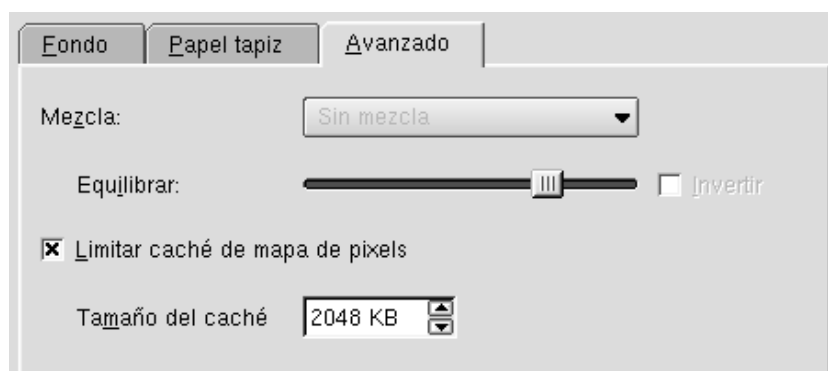 Fondo Papel tapiz Avanzado
Mezcla: Sin mezcla
Equilibrar: Invertir
Limitar caché de mapa de pixels
Tamaño del caché 2048 KB